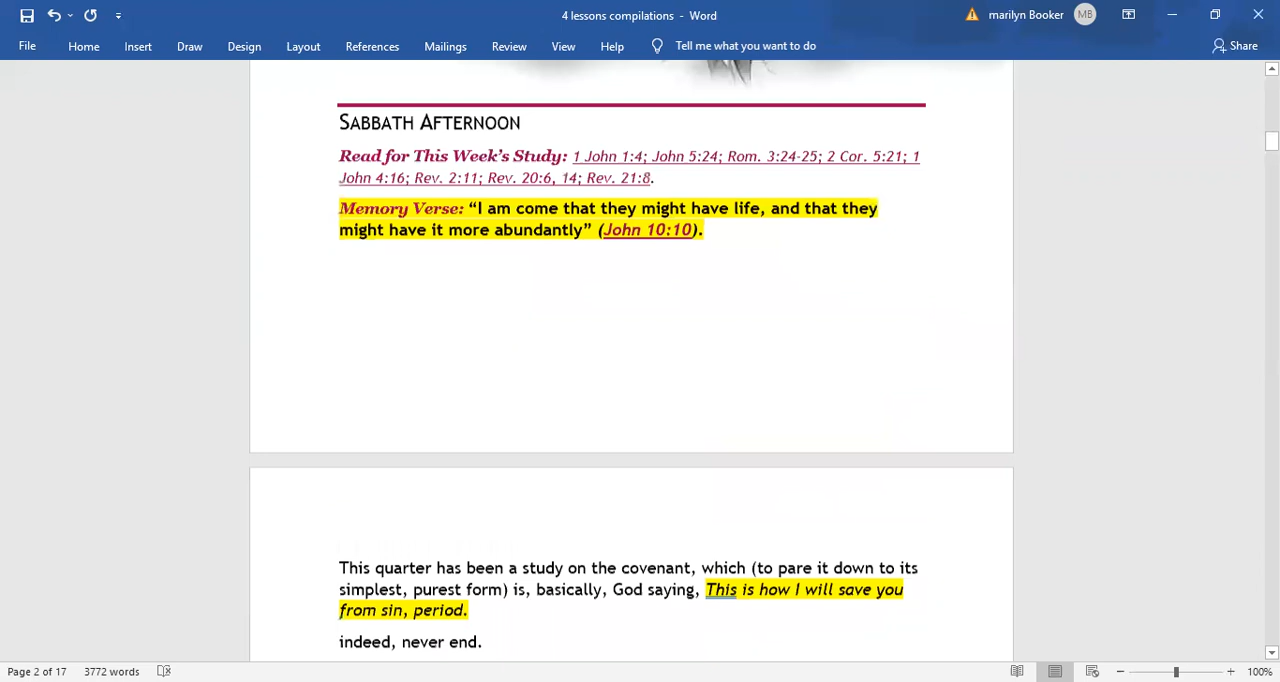 4 lessons compilations - Word
marilyn Booker MB
File Home Insert Draw Design Layout References Mailings Review View Help Tell me what you want to do Share
SABBATH AFTERNOON
Read for This Week's Study: 1 John 1:4; John 5:24; Rom. 3:24-25; 2 Cor. 5:21; 1
John 4:16; Rev. 2:11; Rev. 20:6, 14; Rev. 21:8.
Memory Verse: “I am come that they might have life, and that they
might have it more abundantly” (John 10:10).
This quarter has been a study on the covenant, which (to pare it down to its
simplest, purest form) is, basically, God saying, This is how I will save you
from sin, period.
indeed, never end.
Page 2 of 17 3772 words 100%